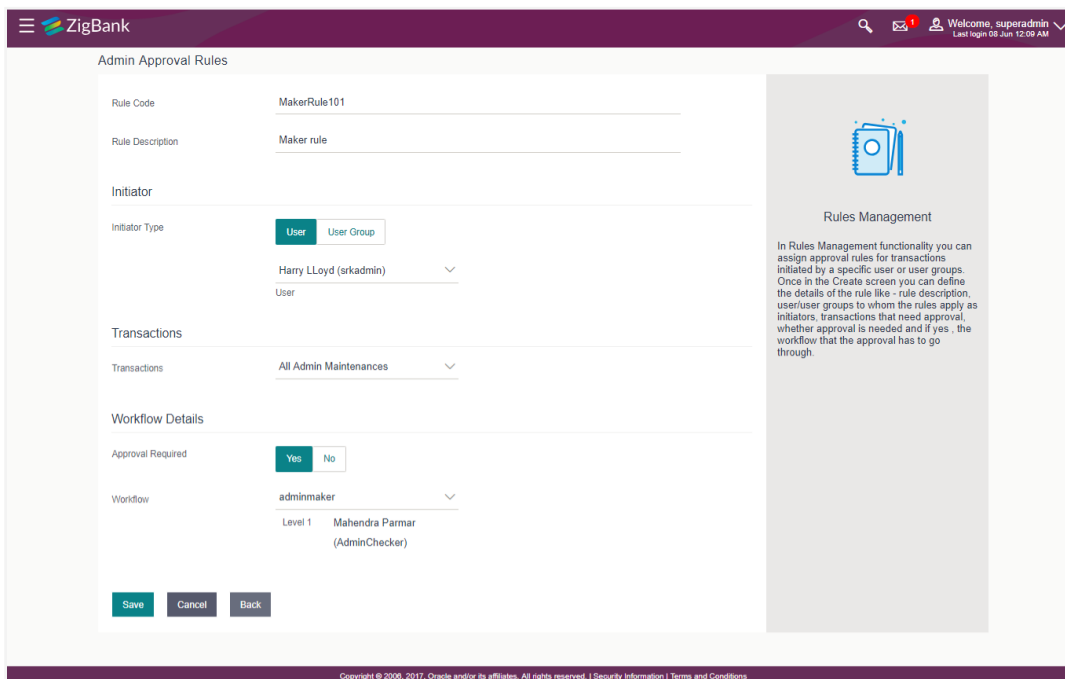 ZigBank
1
Welcome, superadmin
Last login 08 Jun 12:09 AM
Admin Approval Rules
Rule Code
MakerRule101
Rule Description
Maker rule
Initiator
Initiator Type
User
User Group
Harry LLoyd (srkadmin)
User
Transactions
Transactions
All Admin Maintenances
Workflow Details
Approval Required
Yes
No
Workflow
adminmaker
Level 1
Mahendra Parmar
(AdminChecker)
Save
Cancel
Back
Rules Management
In Rules Management functionality you can
assign approval rules for transactions
initiated by a specific user or user groups.
Once in the Create screen you can define
the details of the rule like - rule description,
user/user groups to whom the rules apply as
initiators, transactions that need approval,
whether approval is needed and if yes , the
workflow that the approval has to go
through.
Copyright © 2006, 2017, Oracle and/or its affiliates. All rights reserved. | Security Information | Terms and Conditions